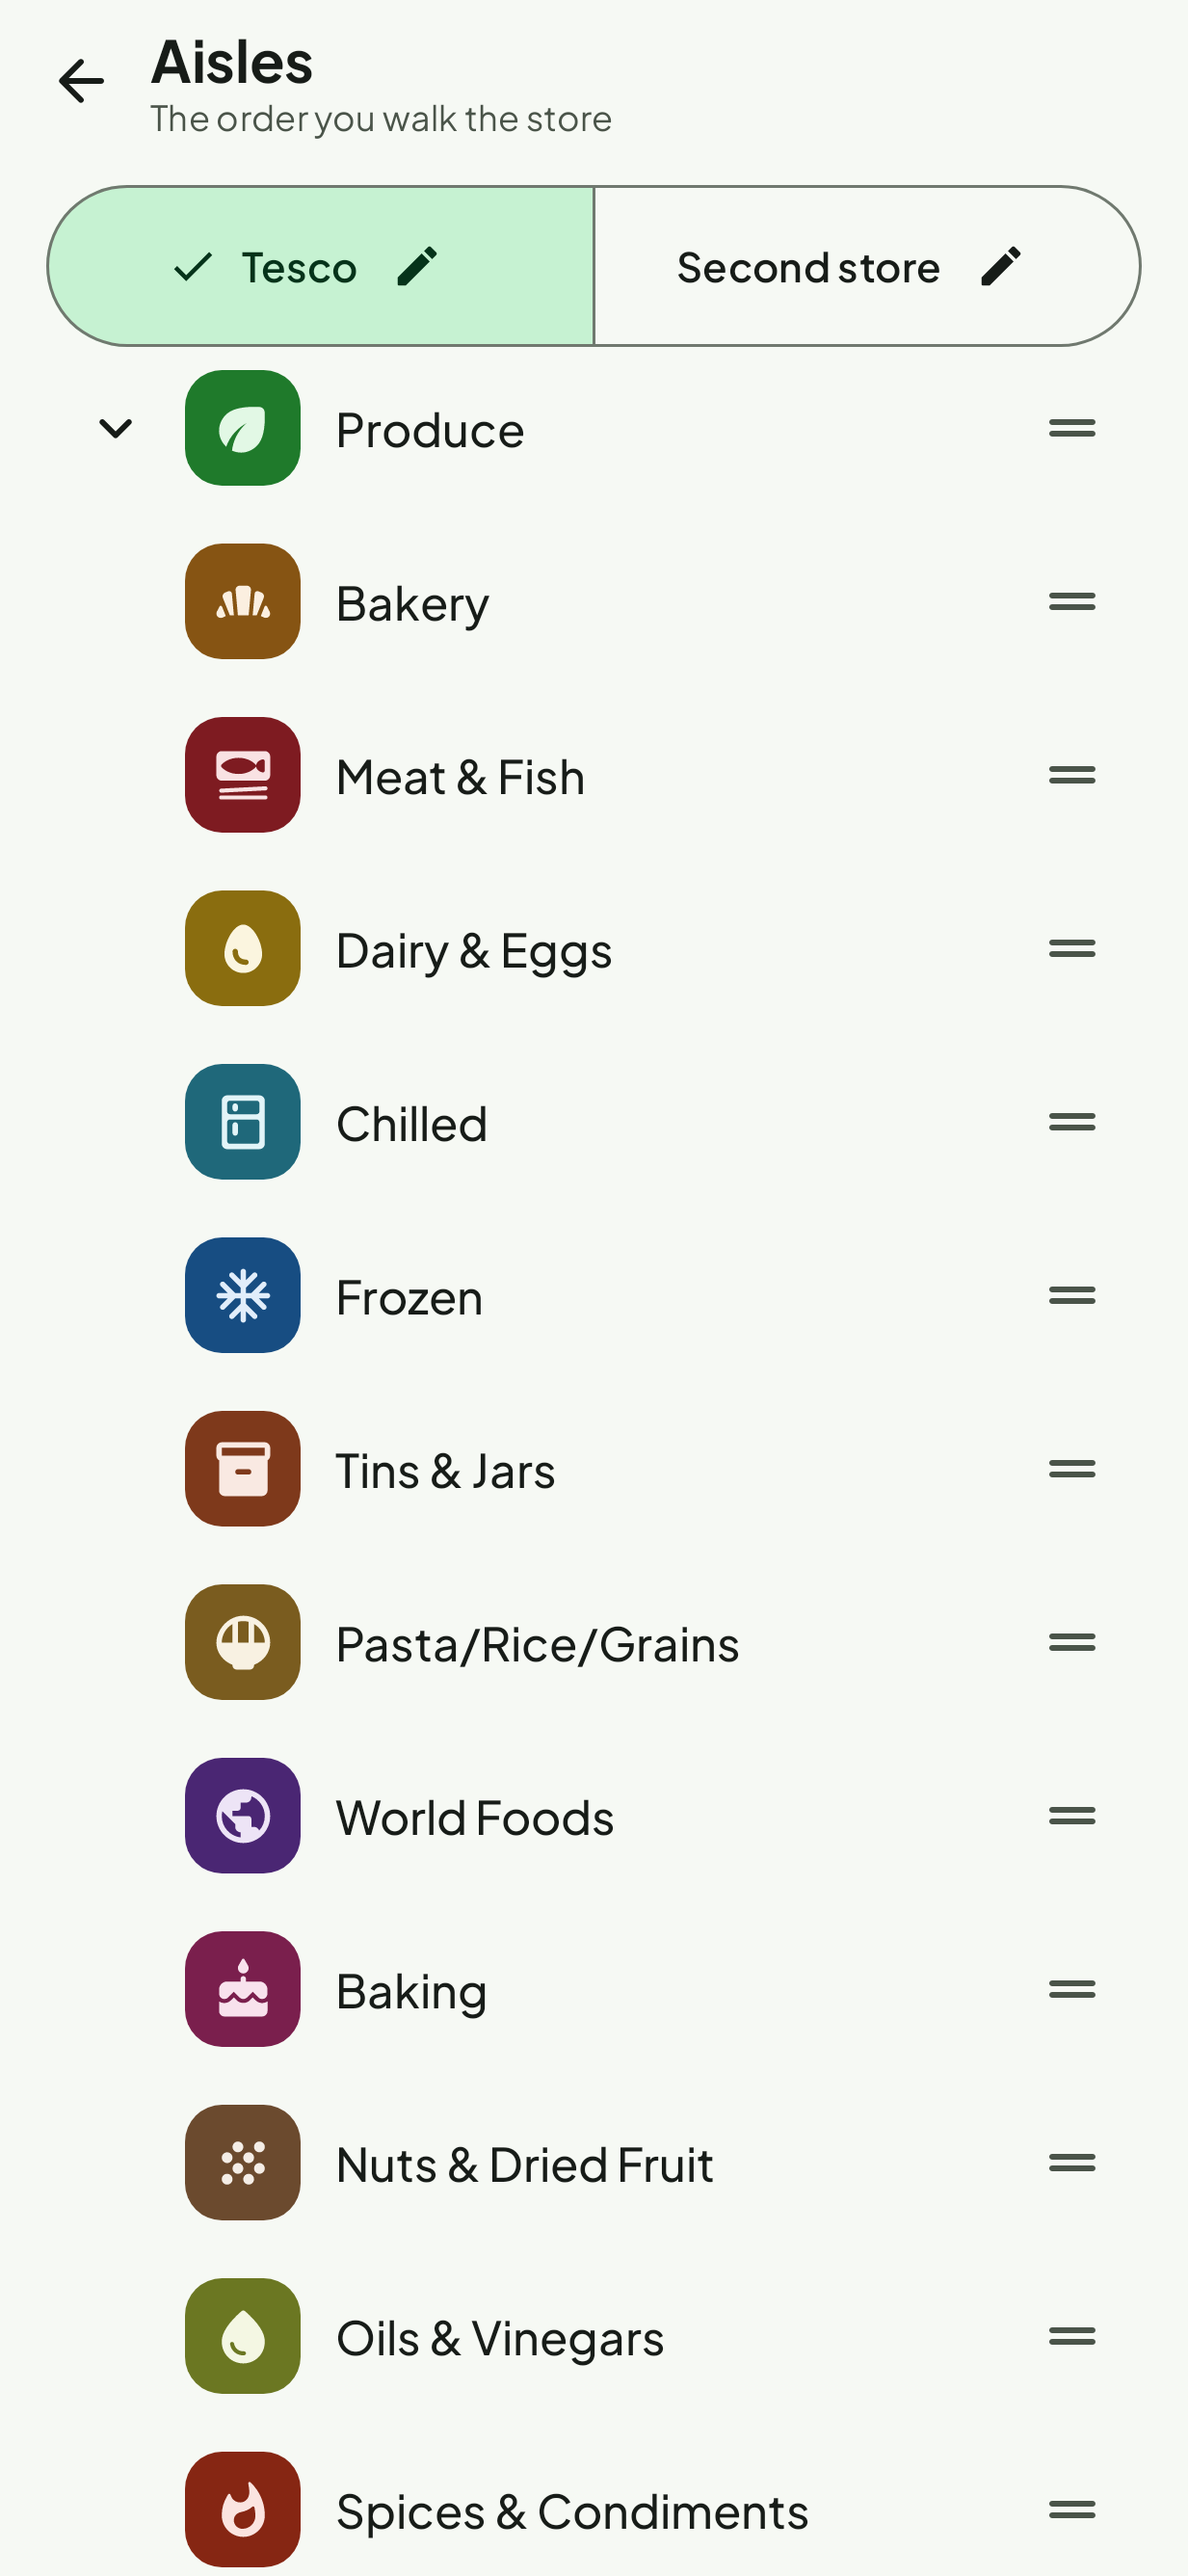 Aisles
The order you walk the store
Tesco
Second store
Produce
Bakery
Meat & Fish
Dairy & Eggs
Chilled
Frozen
Tins & Jars
Pasta/Rice/Grains
World Foods
Baking
Nuts & Dried Fruit
Oils & Vinegars
Spices & Condiments